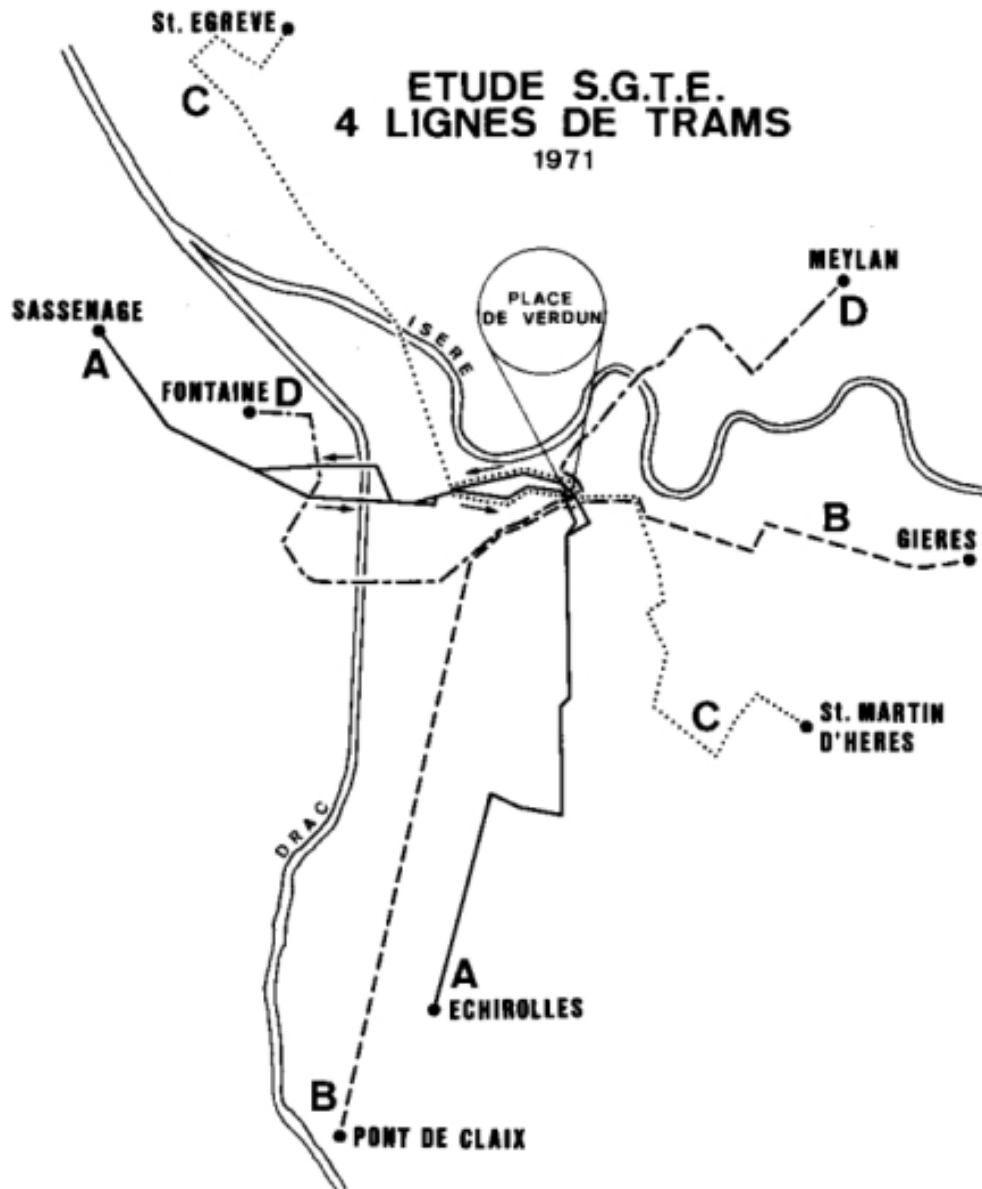 St. EGREVE
C
ETUDE S.G.T.E.
4 LIGNES DE TRAMS
1971
MEYLAN
D
PLACE
DE VERDUN
ISERE
SASSENAGE
A
FONTAINE D
B
GIERES
C
St. MARTIN
D'HERES
DRAC
A
ECHIROLLES
B
PONT DE CLAIX